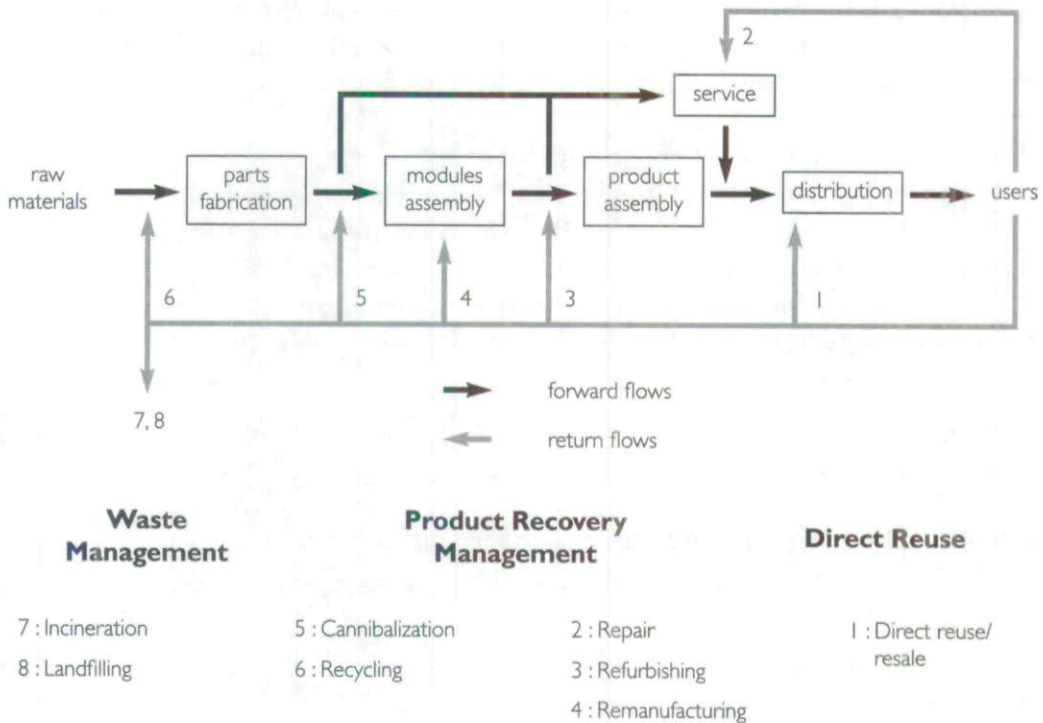 2
service
raw
materials
parts
fabrication
modules
assembly
product
assembly
distribution
users
6
5
4
3
1
7, 8
forward flows
return flows
Waste
Management
Product Recovery
Management
Direct Reuse
7 : Incineration
8 : Landfilling
5 : Cannibalization
6 : Recycling
2 : Repair
3 : Refurbishing
4 : Remanufacturing
1 : Direct reuse/
resale